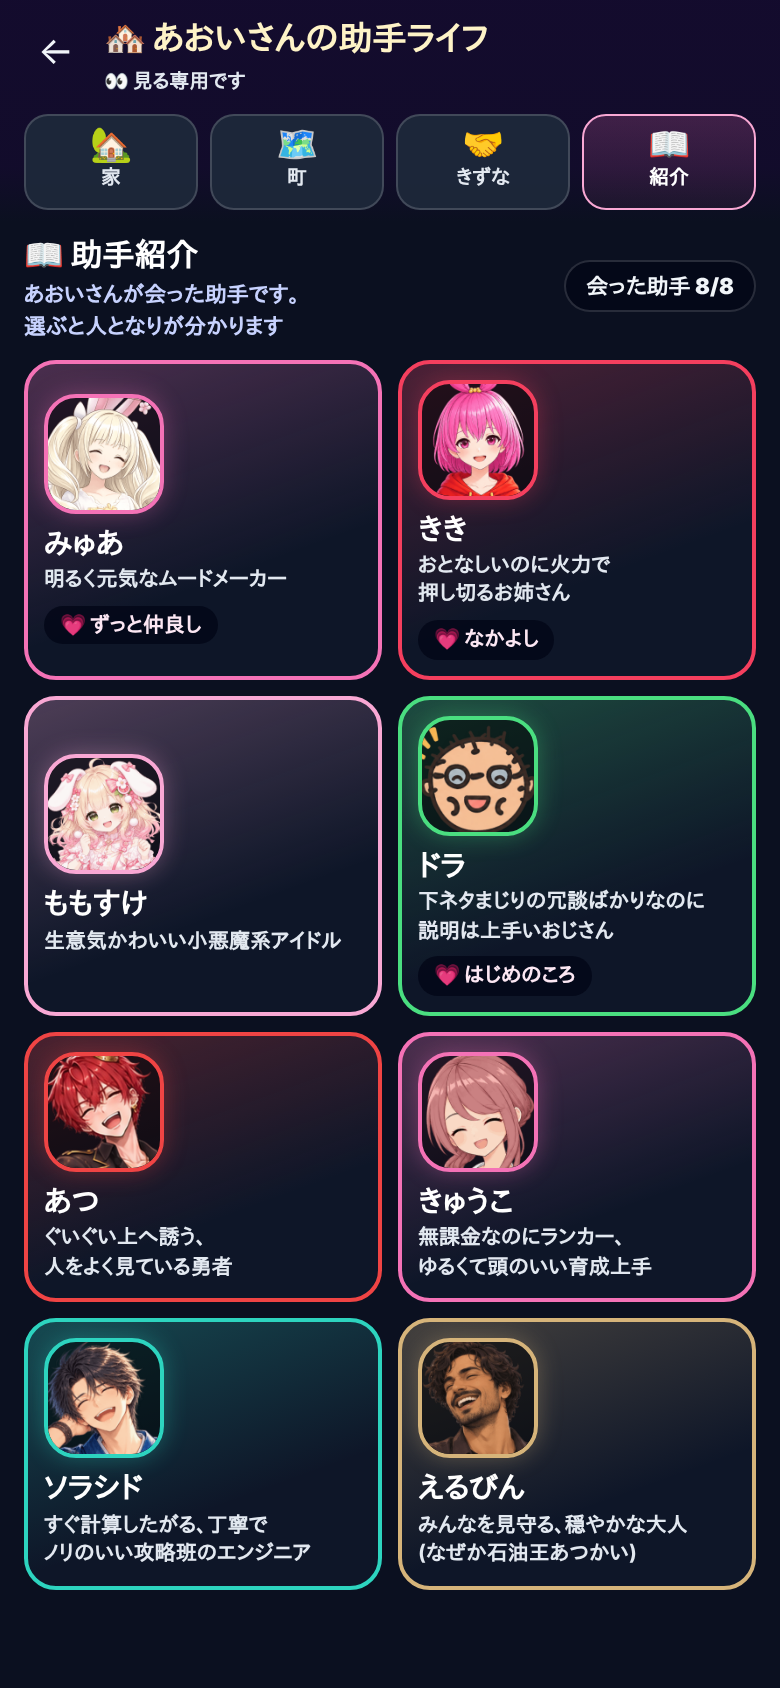 あおいさんの助手ライフ
👀 見る専用です
家
町
きずな
紹介
助手紹介
会った助手 8/8
あおいさんが会った助手です。
選ぶと人となりが分かります
みゅあ
明るく元気なムードメーカー
ずっと仲良し
きき
おとなしいのに火力で
押し切るお姉さん
なかよし
ももすけ
生意気かわいい小悪魔系アイドル
ドラ
下ネタまじりの冗談ばかりなのに
説明は上手いおじさん
はじめのころ
あつ
ぐいぐい上へ誘う、
人をよく見ている勇者
きゅうこ
無課金なのにランカー、
ゆるくて頭のいい育成上手
ソラシド
すぐ計算したがる、丁寧で
ノリのいい攻略班のエンジニア
えるびん
みんなを見守る、穏やかな大人
(なぜか石油王あつかい)